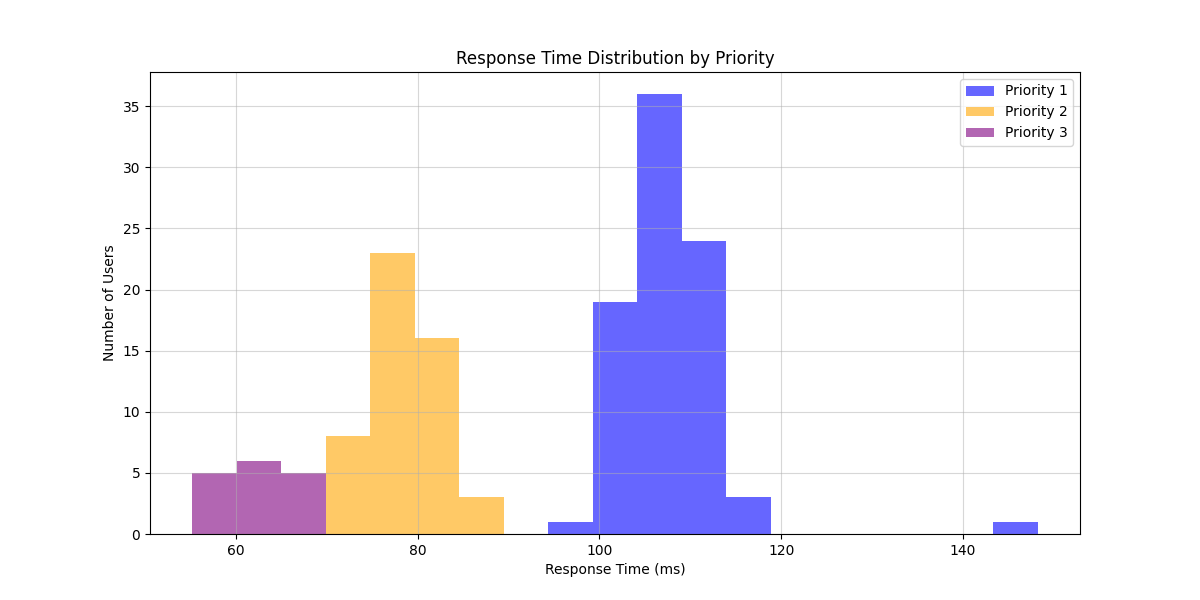 Response Time Distribution by Priority
Number of Users
35
30
25
20
15
10
5
0
Priority 1
Priority 2
Priority 3
60 80 100 120 140
Response Time (ms)